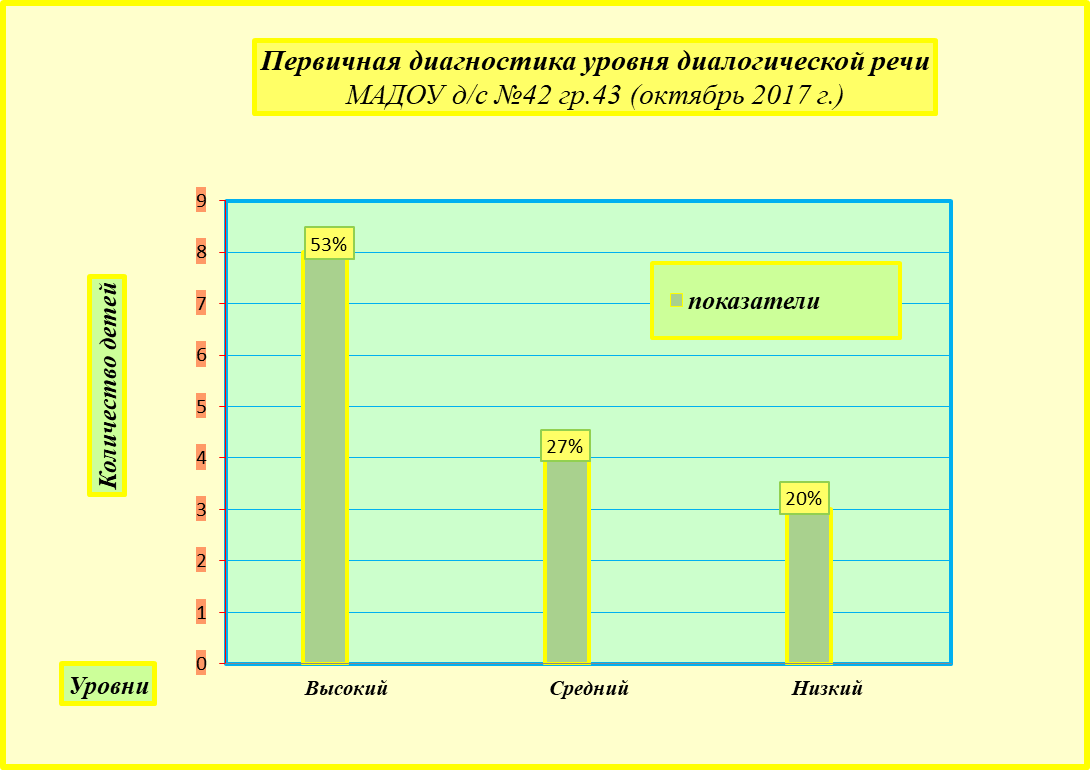 Первичная диагностика уровня диалогической речи
МАДОУ д/с №42 гр.43 (октябрь 2017 г.)
Количество детей
9
8
7
6
5
4
3
2
1
0
53%
27%
20%
показатели
Уровни
Высокий
Средний
Низкий